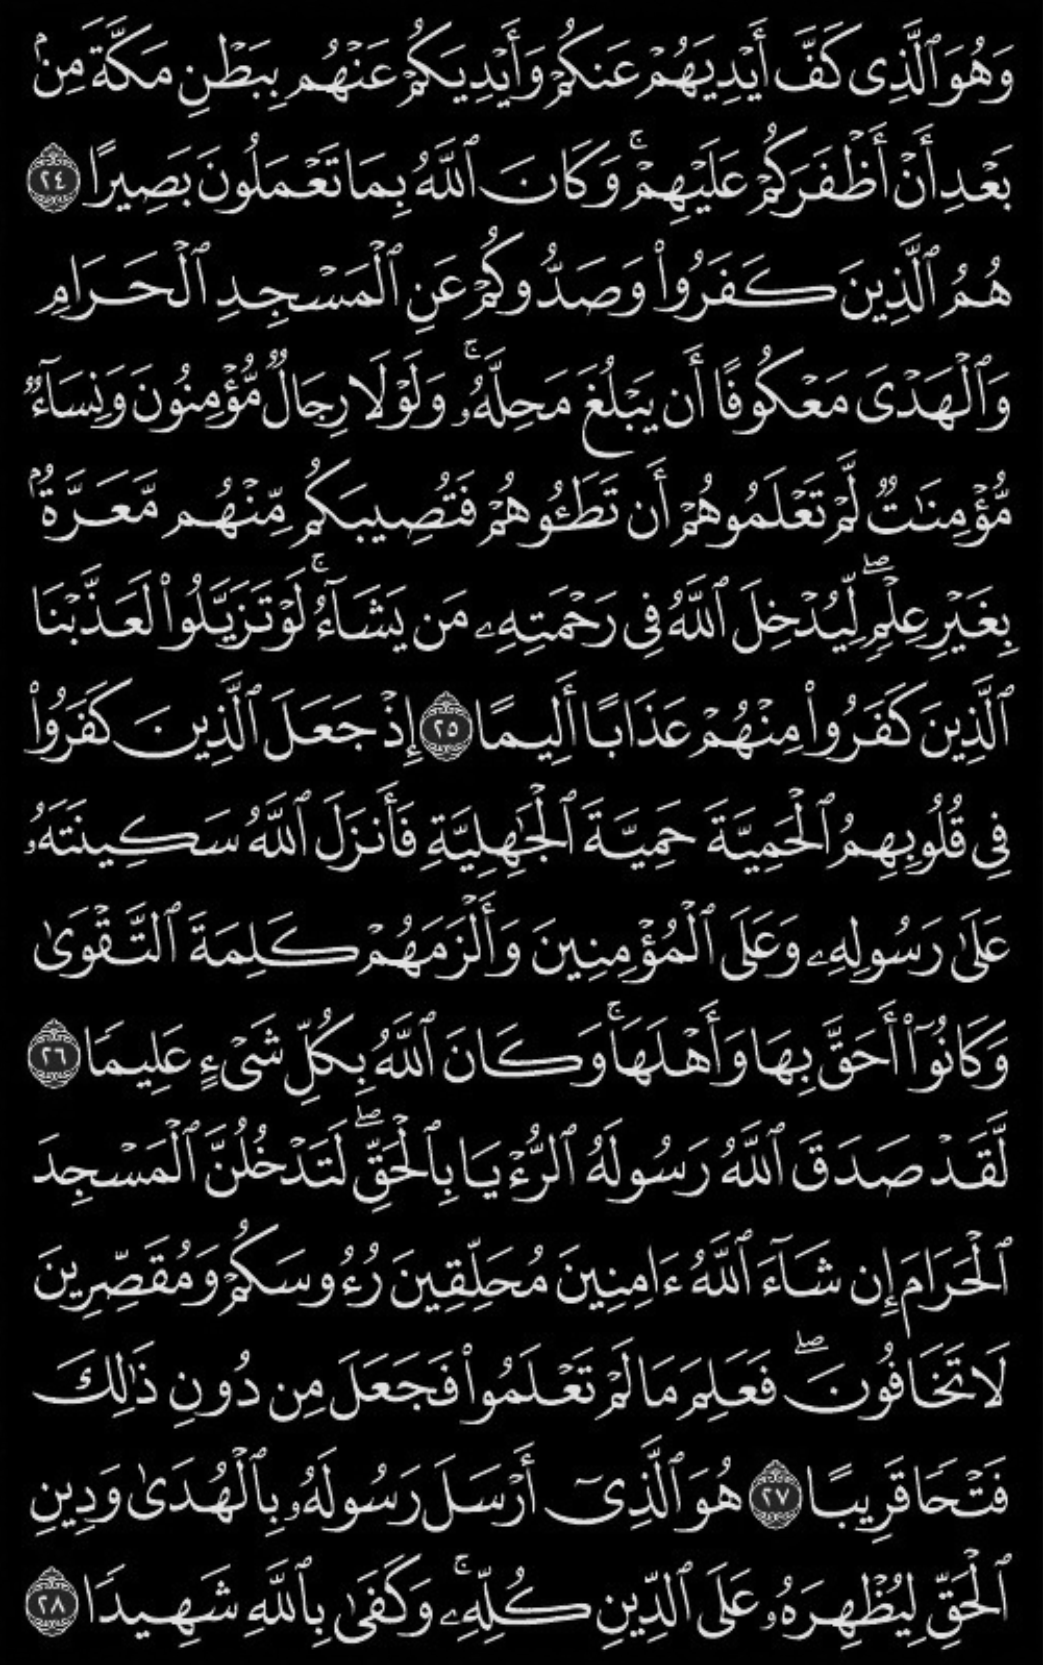 وَهُوَ ٱلَّذِى كَفَّ أَيْدِيَهُمْ عَنكُمْ وَأَيْدِيَكُمْ عَنْهُم بِبَطْنِ مَكَّةَ مِنۢ
بَعْدِ أَنْ أَظْفَرَكُمْ عَلَيْهِمْ ۚ وَكَانَ ٱللَّهُ بِمَا تَعْمَلُونَ بَصِيرًا ٢٤
هُمُ ٱلَّذِينَ كَفَرُوا۟ وَصَدُّوكُمْ عَنِ ٱلْمَسْجِدِ ٱلْحَرَامِ
وَٱلْهَدْىَ مَعْكُوفًا أَن يَبْلُغَ مَحِلَّهُۥ ۚ وَلَوْلَا رِجَالٌ مُّؤْمِنُونَ وَنِسَآءٌ
مُّؤْمِنَـٰتٌ لَّمْ تَعْلَمُوهُمْ أَن تَطَـُٔوهُمْ فَتُصِيبَكُم مِّنْهُم مَّعَرَّةٌۢ
بِغَيْرِ عِلْمٍ ۖ لِّيُدْخِلَ ٱللَّهُ فِى رَحْمَتِهِۦ مَن يَشَآءُ ۚ لَوْ تَزَيَّلُوا۟ لَعَذَّبْنَا
ٱلَّذِينَ كَفَرُوا۟ مِنْهُمْ عَذَابًا أَلِيمًا ٢٥ إِذْ جَعَلَ ٱلَّذِينَ كَفَرُوا۟
فِى قُلُوبِهِمُ ٱلْحَمِيَّةَ حَمِيَّةَ ٱلْجَـٰهِلِيَّةِ فَأَنزَلَ ٱللَّهُ سَكِينَتَهُۥ
عَلَىٰ رَسُولِهِۦ وَعَلَى ٱلْمُؤْمِنِينَ وَأَلْزَمَهُمْ كَلِمَةَ ٱلتَّقْوَىٰ
وَكَانُوٓا۟ أَحَقَّ بِهَا وَأَهْلَهَا ۚ وَكَانَ ٱللَّهُ بِكُلِّ شَىْءٍ عَلِيمًا ٢٦
لَّقَدْ صَدَقَ ٱللَّهُ رَسُولَهُ ٱلرُّءْيَا بِٱلْحَقِّ ۖ لَتَدْخُلُنَّ ٱلْمَسْجِدَ
ٱلْحَرَامَ إِن شَآءَ ٱللَّهُ ءَامِنِينَ مُحَلِّقِينَ رُءُوسَكُمْ وَمُقَصِّرِينَ
لَا تَخَافُونَ ۖ فَعَلِمَ مَا لَمْ تَعْلَمُوا۟ فَجَعَلَ مِن دُونِ ذَٰلِكَ
فَتْحًا قَرِيبًا ٢٧ هُوَ ٱلَّذِىٓ أَرْسَلَ رَسُولَهُۥ بِٱلْهُدَىٰ وَدِينِ
ٱلْحَقِّ لِيُظْهِرَهُۥ عَلَى ٱلدِّينِ كُلِّهِۦ ۚ وَكَفَىٰ بِٱللَّهِ شَهِيدًا ٢٨